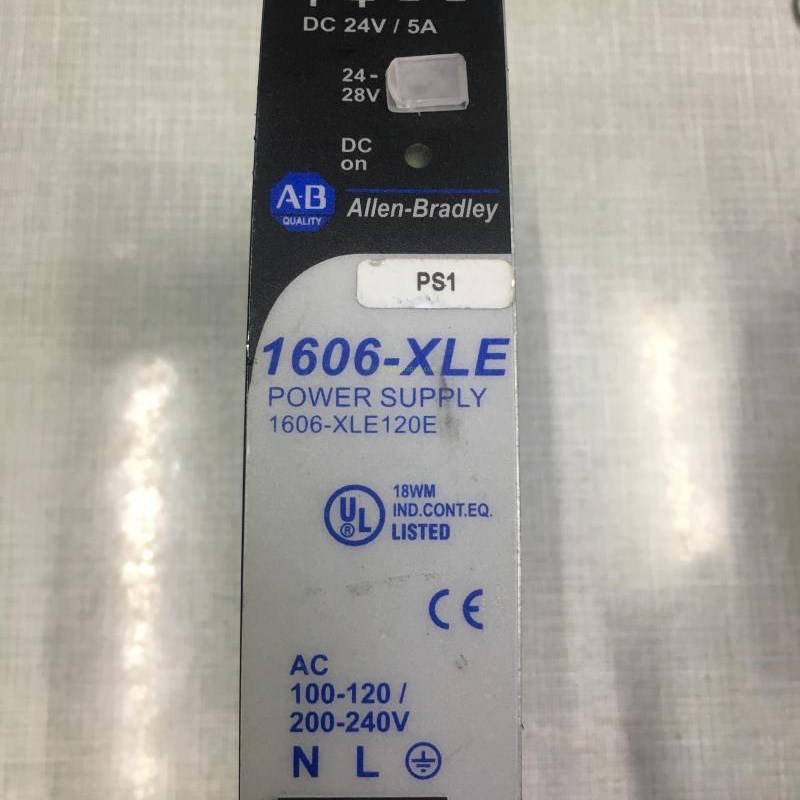 DC 24V / 5A
24-
28V
DC
on
A-B
QUALITY
Allen-Bradley
PS1
1606-XLE
POWER SUPPLY
1606-XLE120E
UL
®
18WM
IND.CONT.EQ.
LISTED
CE
AC
100-120 /
200-240V
N L